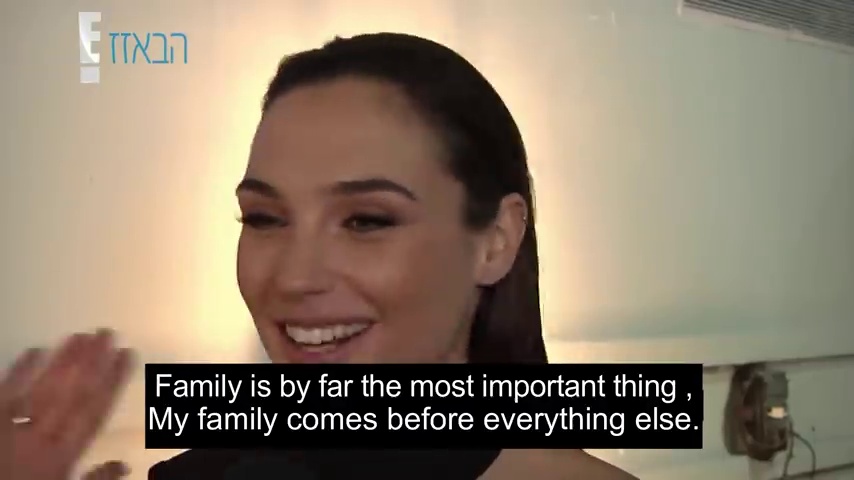 E!
הבאזז
Family is by far the most important thing ,
My family comes before everything else.